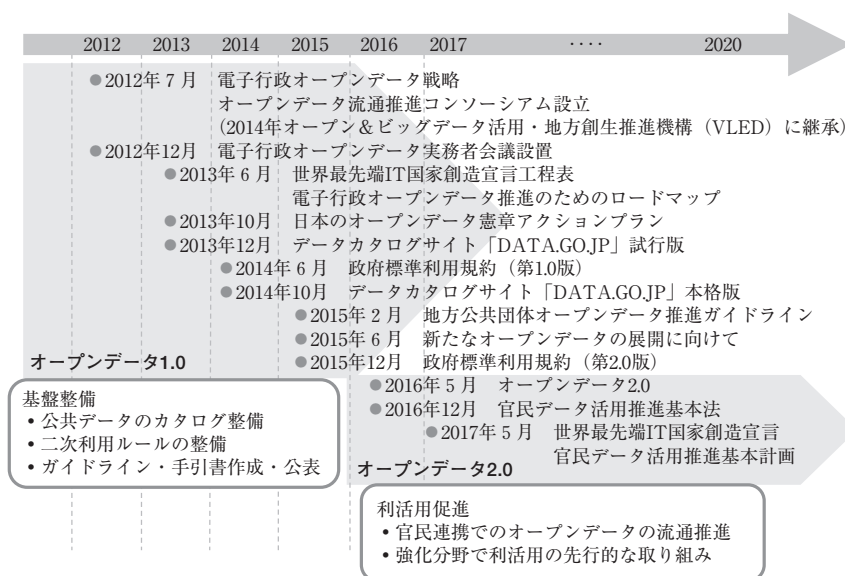 2012 2013 2014 2015 2016 2017 ···· 2020
●2012年7月 電子行政オープンデータ戦略
オープンデータ流通推進コンソーシアム設立
(2014年オープン&ビッグデータ活用・地方創生推進機構(VLED)に継承)
●2012年12月 電子行政オープンデータ実務者会議設置
●2013年6月 世界最先端IT国家創造宣言工程表
電子行政オープンデータ推進のためのロードマップ
●2013年10月 日本のオープンデータ憲章アクションプラン
●2013年12月 データカタログサイト「DATA.GO.JP」試行版
●2014年6月 政府標準利用規約(第1.0版)
●2014年10月 データカタログサイト「DATA.GO.JP」本格版
●2015年2月 地方公共団体オープンデータ推進ガイドライン
●2015年6月 新たなオープンデータの展開に向けて
●2015年12月 政府標準利用規約(第2.0版)
オープンデータ1.0
基盤整備
• 公共データのカタログ整備
• 二次利用ルールの整備
• ガイドライン・手引書作成・公表
●2016年5月 オープンデータ2.0
●2016年12月 官民データ活用推進基本法
●2017年5月 世界最先端IT国家創造宣言
官民データ活用推進基本計画
オープンデータ2.0
利活用促進
• 官民連携でのオープンデータの流通推進
• 強化分野で利活用の先行的な取り組み